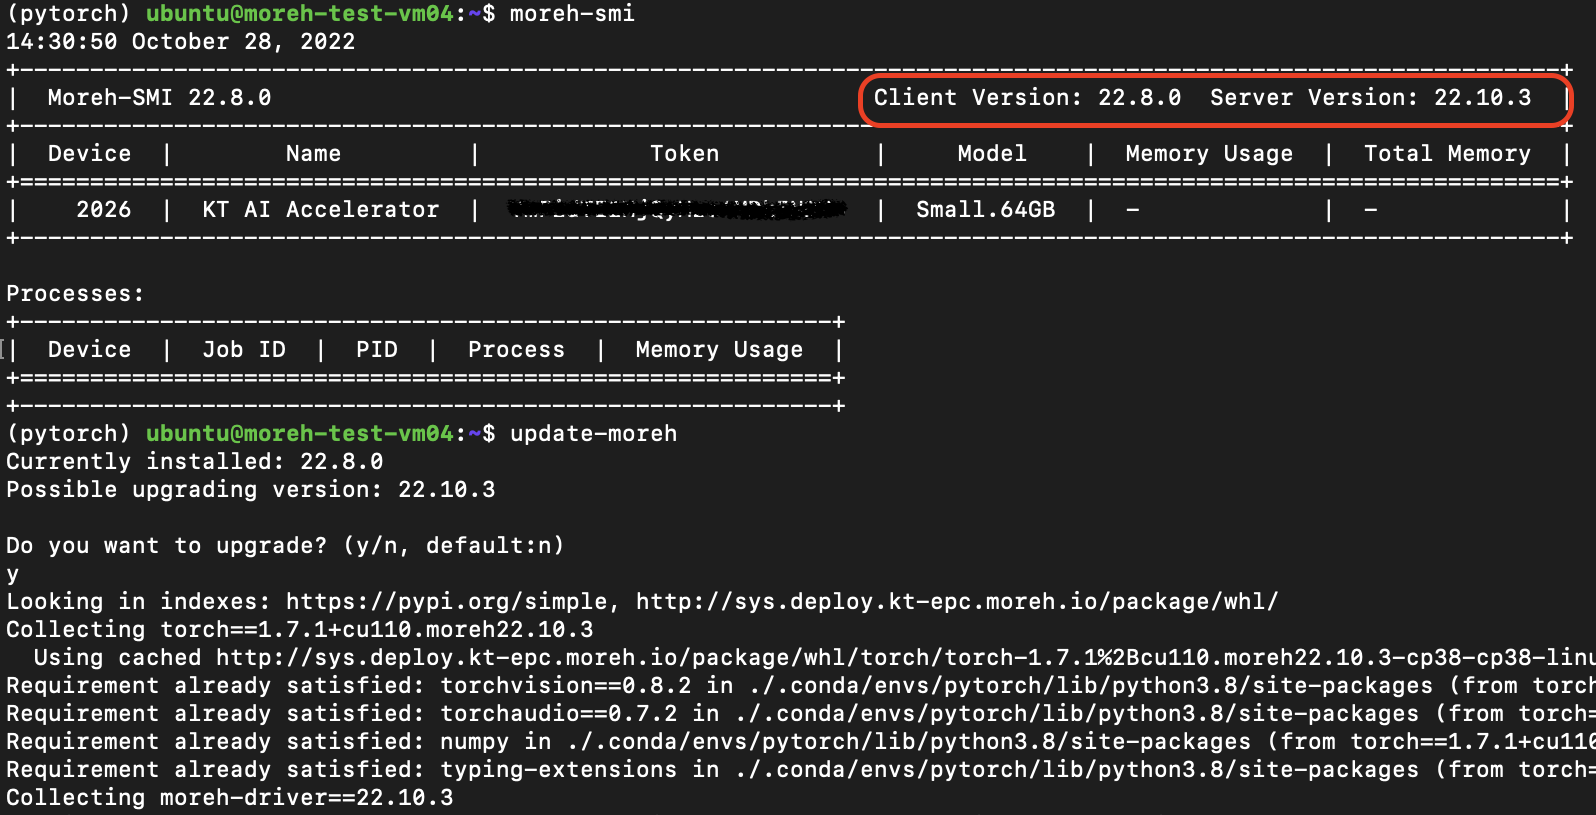 (pytorch) ubuntu@moreh-test-vm04:~$ moreh-smi
14:30:50 October 28, 2022
+---------------------------------------------------------------------------------------------------------------+
| Moreh-SMI 22.8.0 Client Version: 22.8.0 Server Version: 22.10.3 |
+---------------------------------------------------------------------------------------------------------------+
| Device | Name | Token | Model | Memory Usage | Total Memory |
+===============================================================================================================+
| 2026 | KT AI Accelerator | | Small.64GB | - | - |
+---------------------------------------------------------------------------------------------------------------+
Processes:
+----------------------------------------------------------+
| Device | Job ID | PID | Process | Memory Usage |
+==========================================================+
+----------------------------------------------------------+
(pytorch) ubuntu@moreh-test-vm04:~$ update-moreh
Currently installed: 22.8.0
Possible upgrading version: 22.10.3
Do you want to upgrade? (y/n, default:n)
y
Looking in indexes: https://pypi.org/simple, http://sys.deploy.kt-epc.moreh.io/package/whl/
Collecting torch==1.7.1+cu110.moreh22.10.3
Using cached http://sys.deploy.kt-epc.moreh.io/package/whl/torch/torch-1.7.1%2Bcu110.moreh22.10.3-cp38-cp38-linu
Requirement already satisfied: torchvision==0.8.2 in ./.conda/envs/pytorch/lib/python3.8/site-packages (from torch
Requirement already satisfied: torchaudio==0.7.2 in ./.conda/envs/pytorch/lib/python3.8/site-packages (from torch=
Requirement already satisfied: numpy in ./.conda/envs/pytorch/lib/python3.8/site-packages (from torch==1.7.1+cu110
Requirement already satisfied: typing-extensions in ./.conda/envs/pytorch/lib/python3.8/site-packages (from torch=
Collecting moreh-driver==22.10.3